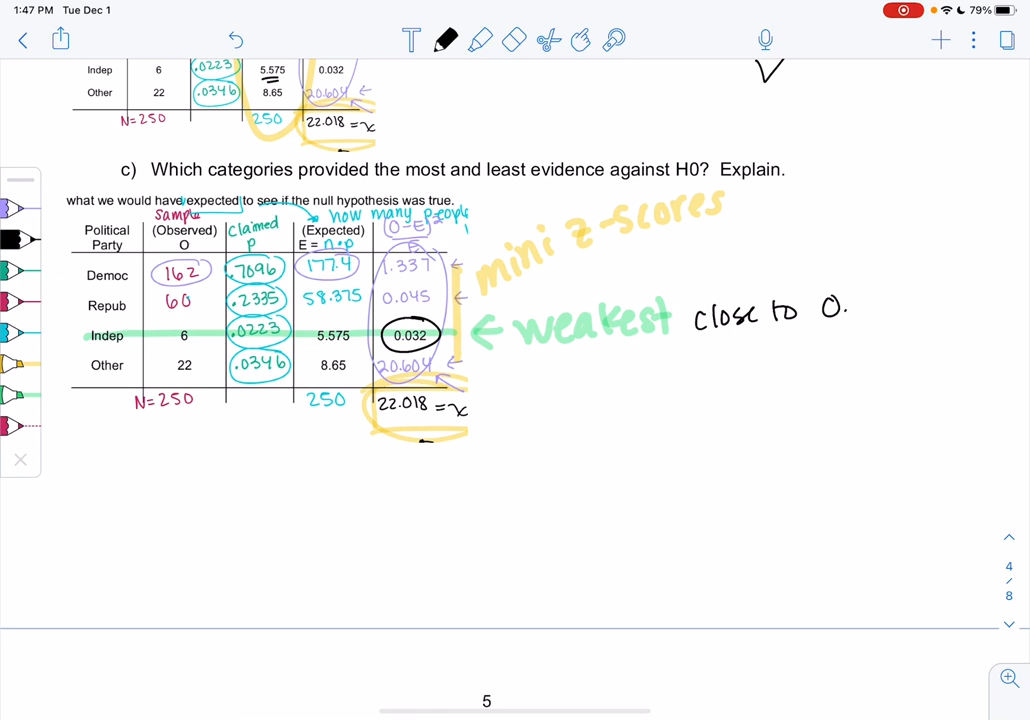 1:47 PM Tue Dec 1
79%
T
Indep 6 .0223 5.575 0.032
Other 22 .0346 8.65 20.604 ←
N=250 250 22.018 = x
c) Which categories provided the most and least evidence against H0? Explain.
what we would have expected to see if the null hypothesis was true.
sample how many people
Political Party (Observed) O Claimed p (Expected) E = n·p (O-E)² E
mini z-scores
Democ 162 .7096 177.4 1.337 ←
Repub 60 .2335 58.375 0.045 ←
Indep 6 .0223 5.575 0.032 ← weakest close to 0.
Other 22 .0346 8.65 20.604 ←
N=250 250 22.018 = x
4
/
8
5